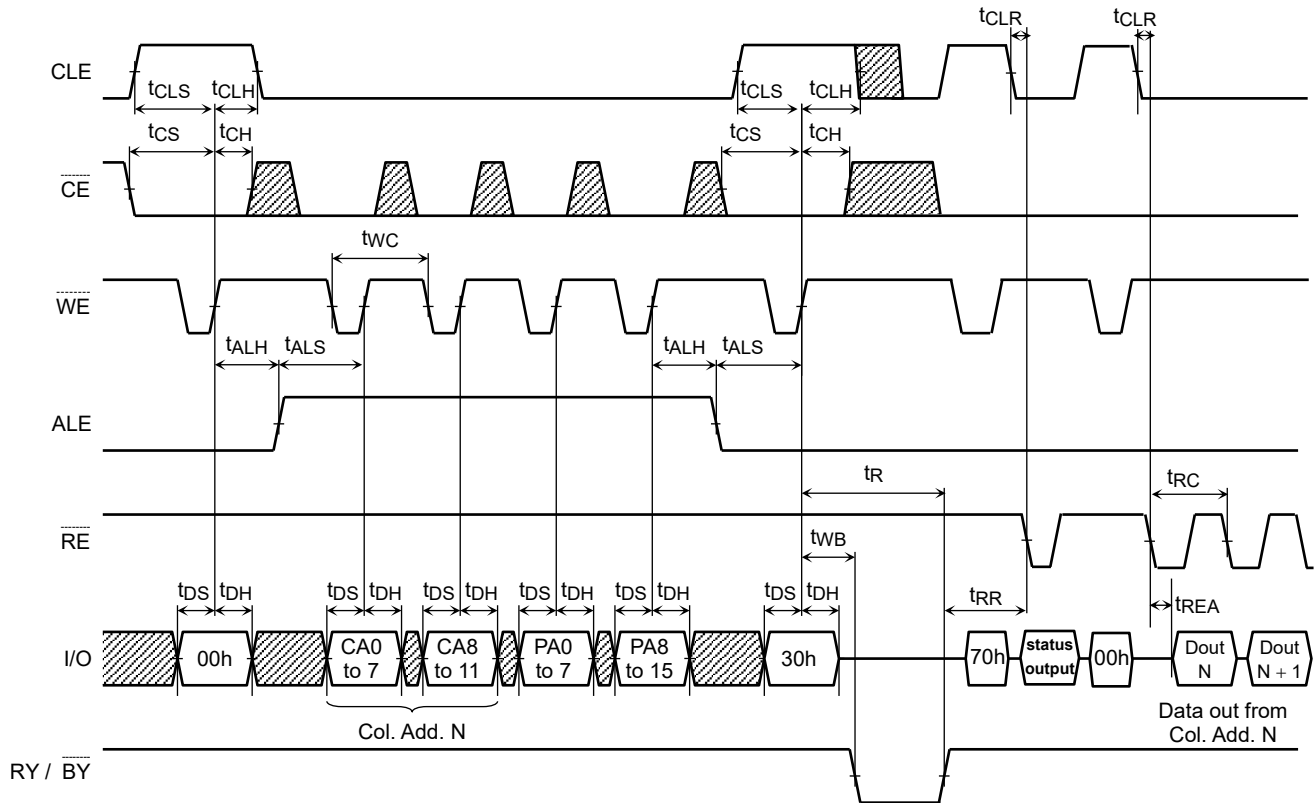 tCLR tCLR
CLE
tCLS tCLH tCLS tCLH
tCS tCH tCS tCH
CE
tWC
WE
tALH tALS tALH tALS
ALE
tR
tRC
RE
tWB
tDS tDH tDS tDH tDS tDH tDS tDH tDS tDH tDS tDH tRR tREA
I/O 00h CA0 to 7 CA8 to 11 PA0 to 7 PA8 to 15 30h 70h status output 00h Dout N Dout N + 1
Col. Add. N
Data out from
Col. Add. N
RY / BY